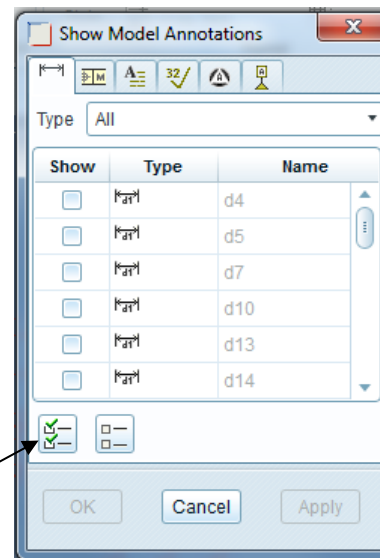 Show Model Annotations
Type All
Show Type Name
d4
d5
d7
d10
d13
d14
OK Cancel Apply